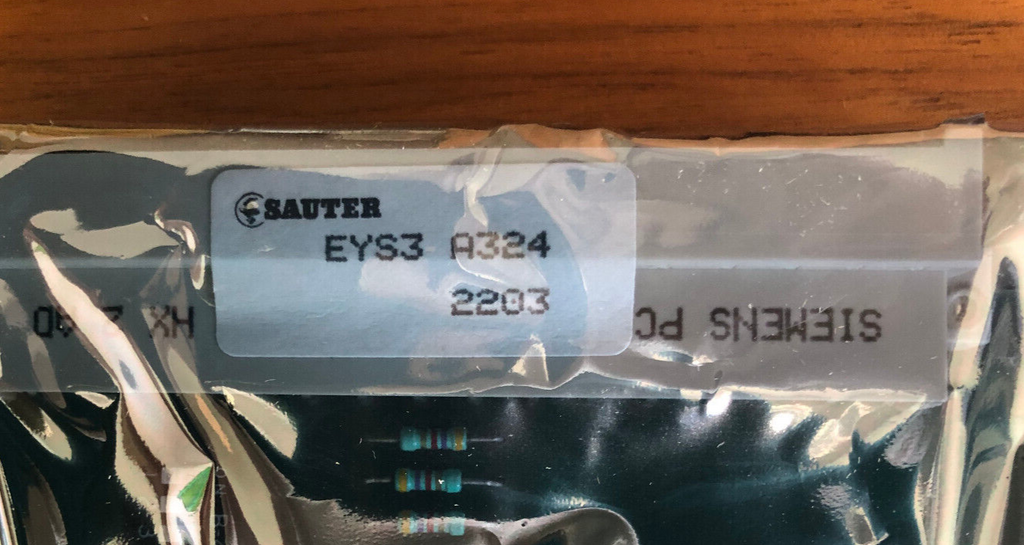 SAUTER
EYS3 A324
2203
SIEMENS PC